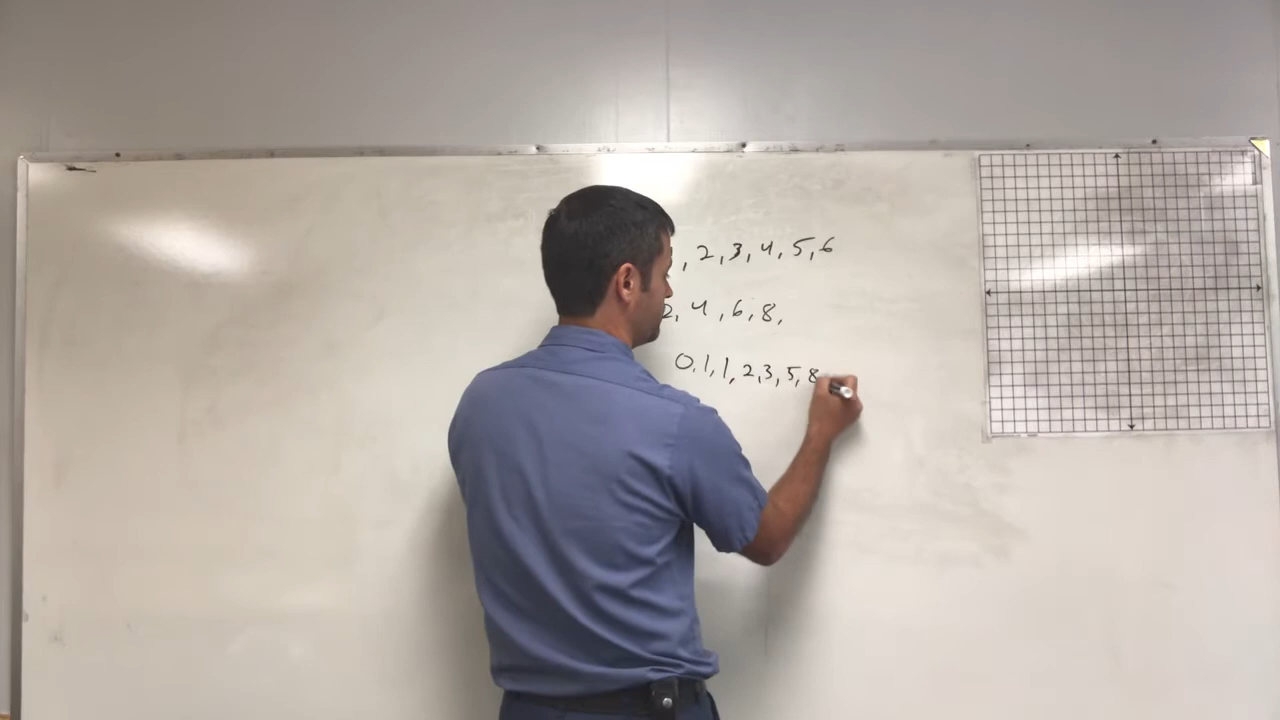 , 2, 3, 4, 5, 6
2, 4, 6, 8,
0, 1, 1, 2, 3, 5, 8